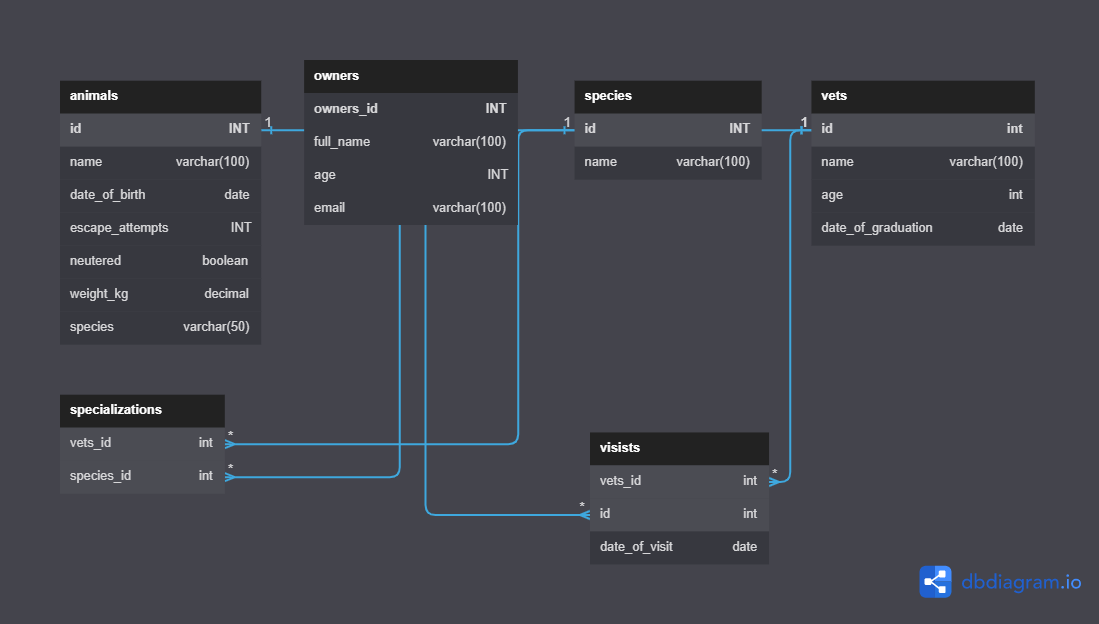 animals
id INT
name varchar(100)
date_of_birth date
escape_attempts INT
neutered boolean
weight_kg decimal
species varchar(50)
1
owners
owners_id INT
full_name varchar(100)
age INT
email varchar(100)
1
species
id INT
name varchar(100)
1
vets
id int
name varchar(100)
age int
date_of_graduation date
specializations
vets_id int *
species_id int *
visists
vets_id int *
* id int
date_of_visit date
dbdiagram.io